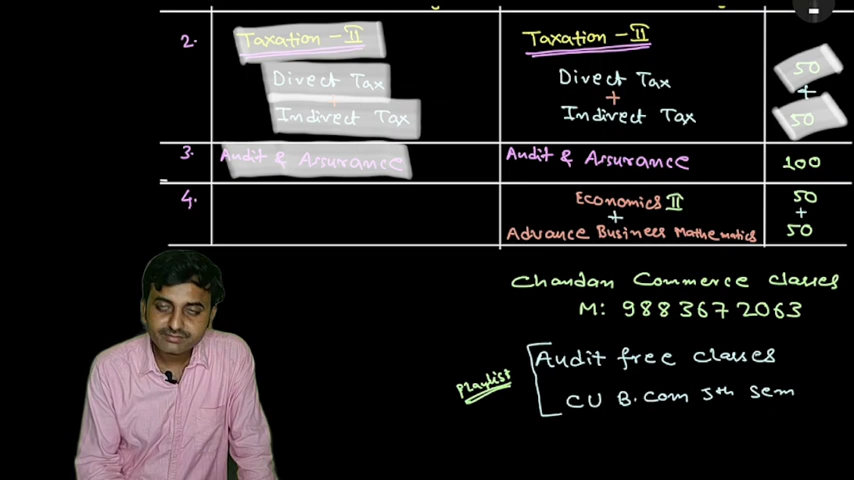 2. Taxation - II Taxation - II
Direct Tax Direct Tax 50
+ + +
Indirect Tax Indirect Tax 50
3. Audit & Assurance Audit & Assurance 100
4. Economics II 50
+ +
Advance Business Mathematics 50
Chandan Commerce classes
M: 9883672063
Playlist Audit free classes
CU B.Com 5th Sem